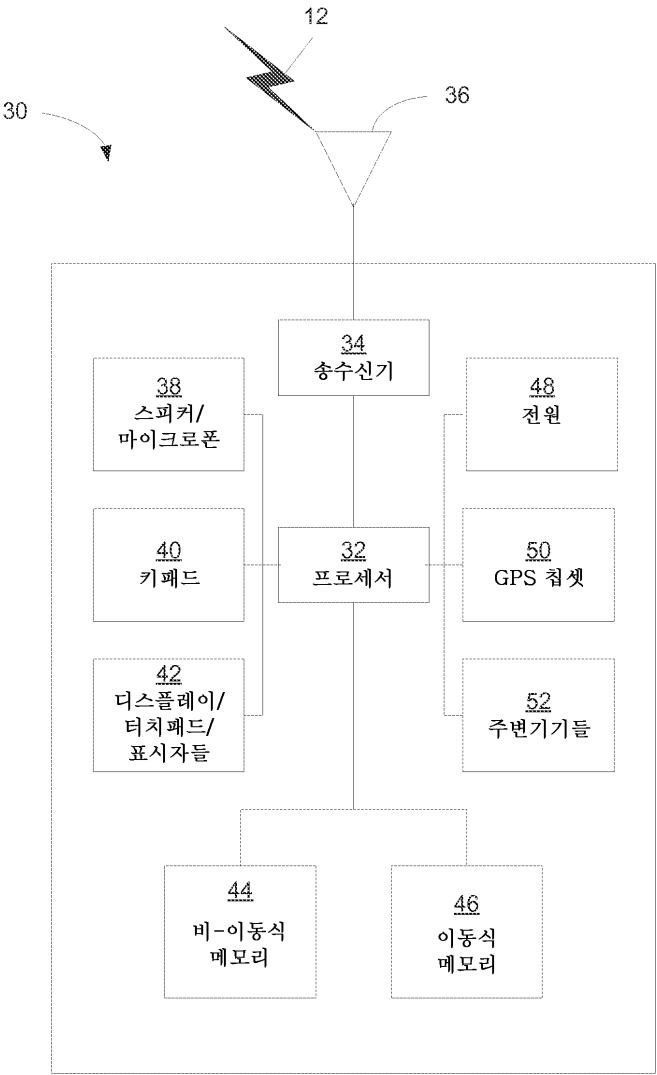 12
36
30
34
송수신기
38
스피커/
마이크로폰
48
전원
40
키패드
32
프로세서
50
GPS 칩셋
42
디스플레이/
터치패드/
표시자들
52
주변기기들
44
비-이동식
메모리
46
이동식
메모리